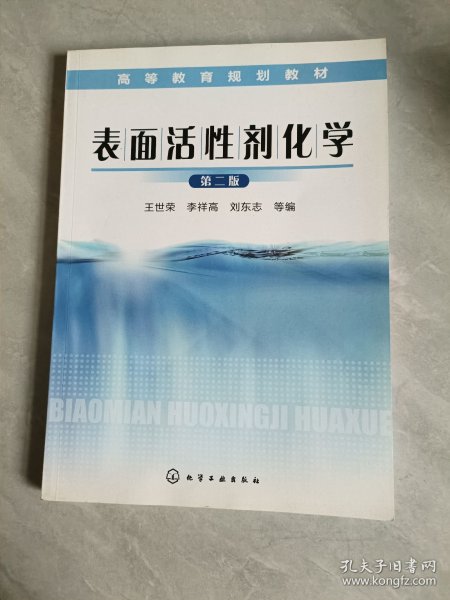 高等教育规划教材
表面活性剂化学
第二版
王世荣 李祥高 刘东志 等编
BIAOMIAN HUOXINGJI HUAXUE
化学工业出版社
孔夫子旧书网
www.kongfz.com